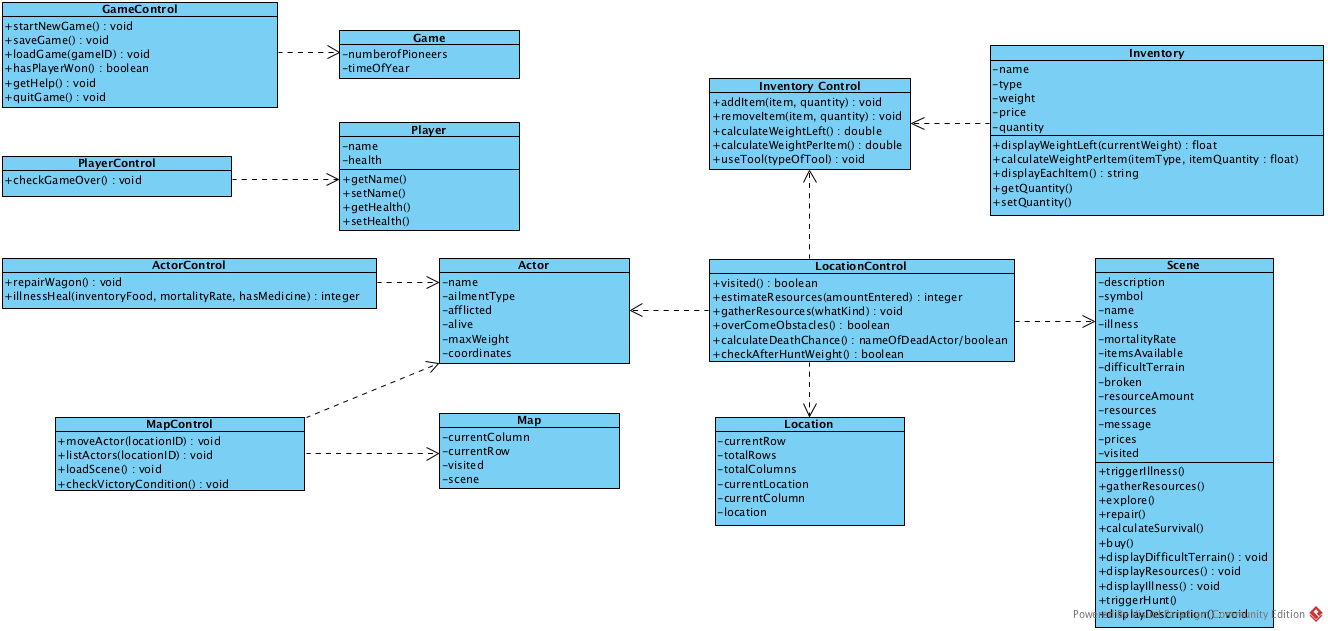 GameControl
+startNewGame() : void
+saveGame() : void
+loadGame(gameID) : void
+hasPlayerWon() : boolean
+getHelp() : void
+quitGame() : void
Game
-numberofPioneers
-timeOfYear
Inventory
-name
-type
-weight
-price
-quantity
+displayWeightLeft(currentWeight) : float
+calculateWeightPerItem(itemType, itemQuantity : float)
+displayEachItem() : string
+getQuantity()
+setQuantity()
Inventory Control
+addItem(item, quantity) : void
+removeItem(item, quantity) : void
+calculateWeightLeft() : double
+calculateWeightPerItem() : double
+useTool(typeOfTool) : void
Player
-name
-health
+getName()
+setName()
+getHealth()
+setHealth()
PlayerControl
+checkGameOver() : void
ActorControl
+repairWagon() : void
+illnessHeal(inventoryFood, mortalityRate, hasMedicine) : integer
Actor
-name
-ailmentType
-afflicted
-alive
-maxWeight
-coordinates
LocationControl
+visited() : boolean
+estimateResources(amountEntered) : integer
+gatherResources(whatKind) : void
+overComeObstacles() : boolean
+calculateDeathChance() : nameOfDeadActor/boolean
+checkAfterHuntWeight() : boolean
Scene
-description
-symbol
-name
-illness
-mortalityRate
-itemsAvailable
-difficultTerrain
-broken
-resourceAmount
-resources
-message
-prices
-visited
+triggerIllness()
+gatherResources()
+explore()
+repair()
+calculateSurvival()
+buy()
+displayDifficultTerrain() : void
+displayResources() : void
+displayIllness() : void
+triggerHunt()
+displayDescription() : void
MapControl
+moveActor(locationID) : void
+listActors(locationID) : void
+loadScene() : void
+checkVictoryCondition() : void
Map
-currentColumn
-currentRow
-visited
-scene
Location
-currentRow
-totalRows
-totalColumns
-currentLocation
-currentColumn
-location
Community Edition